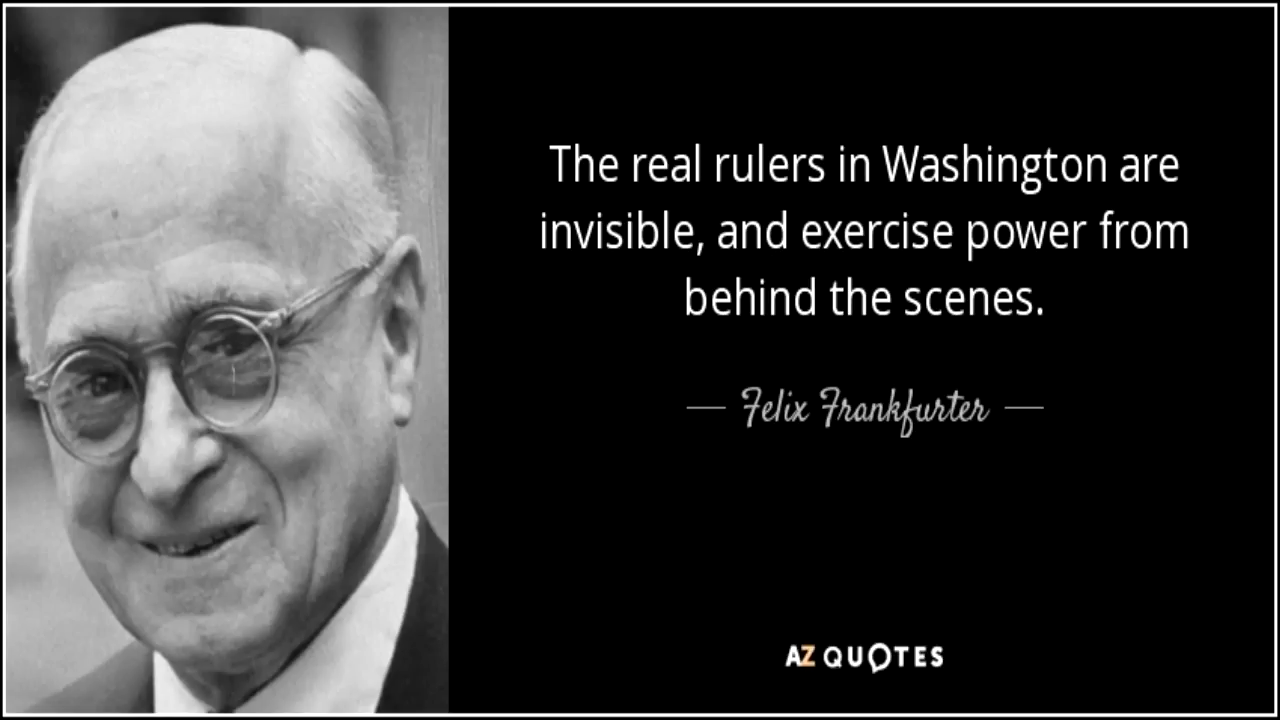 The real rulers in Washington are
invisible, and exercise power from
behind the scenes.
— Felix Frankfurter —
AZ QUOTES